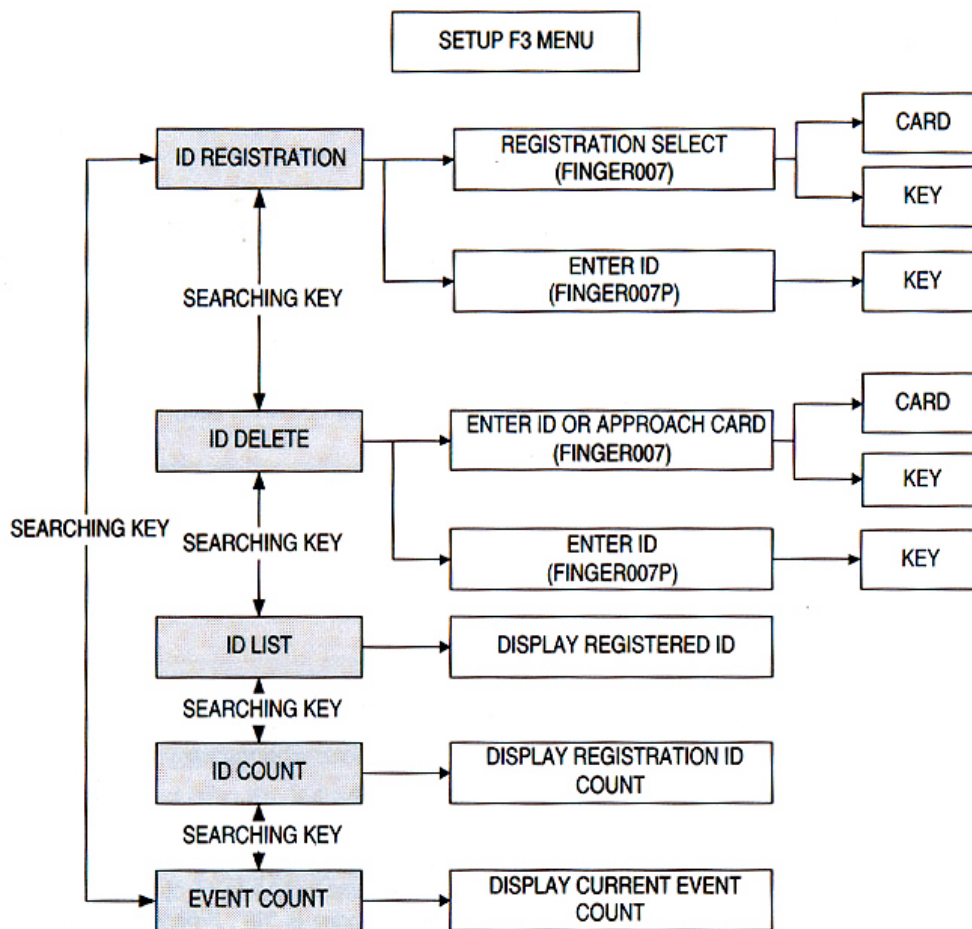 SETUP F3 MENU
CARD
ID REGISTRATION
REGISTRATION SELECT
(FINGER007)
KEY
ENTER ID
(FINGER007P)
KEY
SEARCHING KEY
CARD
ID DELETE
ENTER ID OR APPROACH CARD
(FINGER007)
KEY
SEARCHING KEY
SEARCHING KEY
ENTER ID
(FINGER007P)
KEY
ID LIST
DISPLAY REGISTERED ID
SEARCHING KEY
ID COUNT
DISPLAY REGISTRATION ID
COUNT
SEARCHING KEY
EVENT COUNT
DISPLAY CURRENT EVENT
COUNT